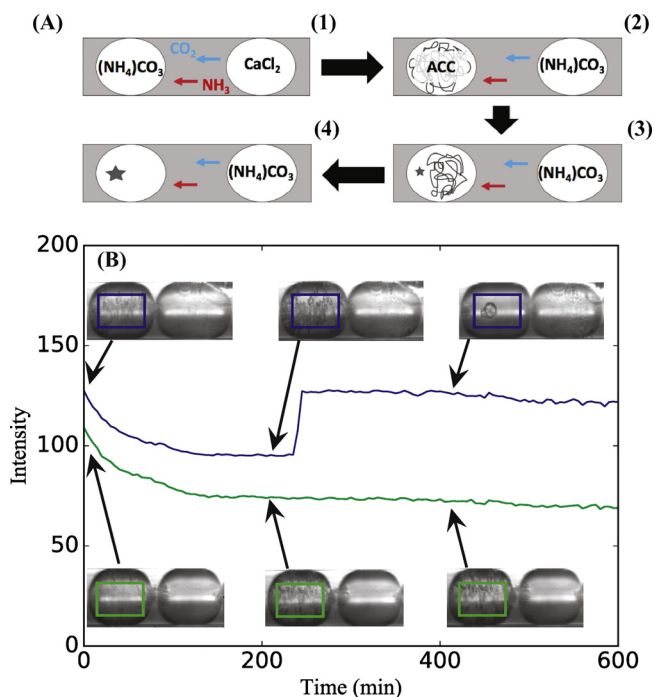 (A) (1) (2)
(NH₄)CO₃ CO₂ NH₃ CaCl₂ ACC (NH₄)CO₃
(4) (3)
(NH₄)CO₃ (NH₄)CO₃
(B)
200
150
100
50
0
Intensity
0 200 400 600
Time (min)